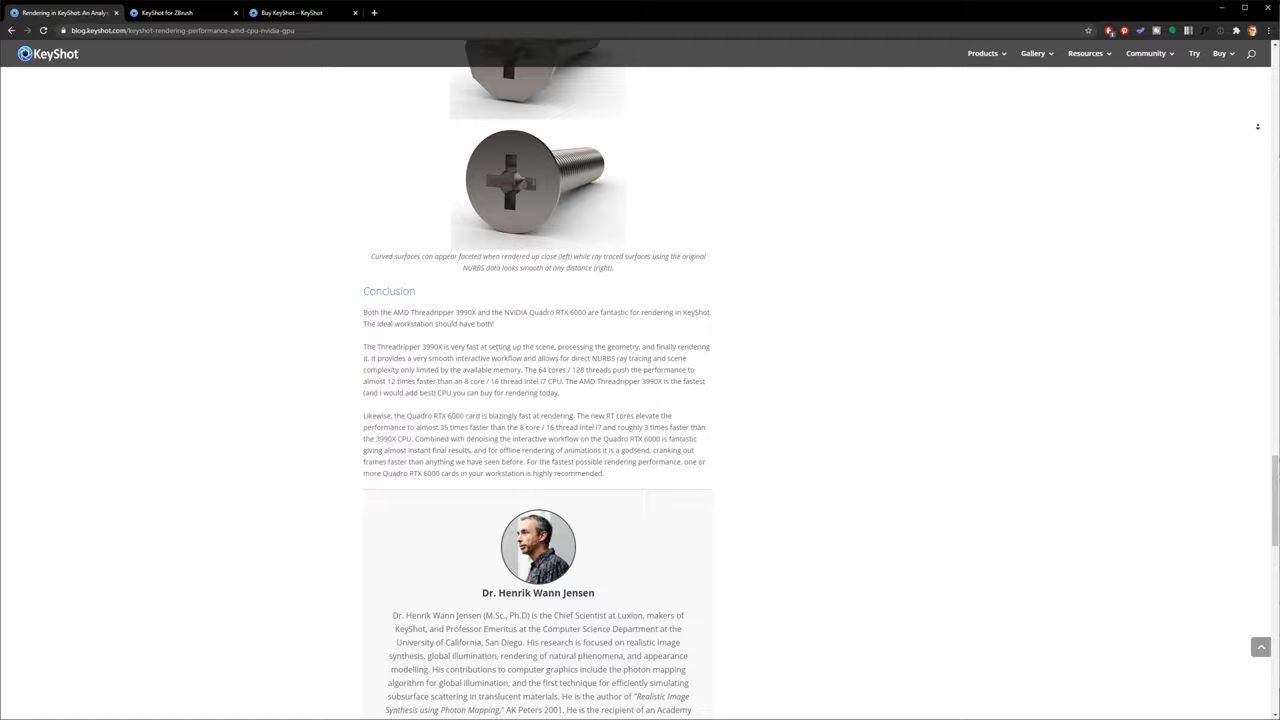 Rendering in KeyShot: An Analys
KeyShot for ZBrush
Buy KeyShot – KeyShot
blog.keyshot.com/keyshot-rendering-performance-amd-cpu-nvidia-gpu
KeyShot
Products
Gallery
Resources
Community
Try
Buy
Curved surfaces can appear faceted when rendered up close (left) while ray traced surfaces using the original
NURBS data looks smooth at any distance (right).
Conclusion
Both the AMD Threadripper 3990X and the NVIDIA Quadro RTX 6000 are fantastic for rendering in KeyShot.
The ideal workstation should have both!
The Threadripper 3990X is very fast at setting up the scene, processing the geometry, and finally rendering
it. It provides a very smooth interactive workflow and allows for direct NURBS ray tracing and scene
complexity only limited by the available memory. The 64 cores / 128 threads push the performance to
almost 12 times faster than an 8 core / 16 thread Intel i7 CPU. The AMD Threadripper 3990X is the fastest
(and I would add best) CPU you can buy for rendering today.
Likewise, the Quadro RTX 6000 card is blazingly fast at rendering. The new RT cores elevate the
performance to almost 35 times faster than the 8 core / 16 thread Intel i7 and roughly 3 times faster than
the 3990X CPU. Combined with denoising the interactive workflow on the Quadro RTX 6000 is fantastic
giving almost instant final results, and for offline rendering of animations it is a godsend, cranking out
frames faster than anything we have seen before. For the fastest possible rendering performance, one or
more Quadro RTX 6000 cards in your workstation is highly recommended.
Dr. Henrik Wann Jensen
Dr. Henrik Wann Jensen (M.Sc., Ph.D) is the Chief Scientist at Luxion, makers of
KeyShot, and Professor Emeritus at the Computer Science Department at the
University of California, San Diego. His research is focused on realistic image
synthesis, global illumination, rendering of natural phenomena, and appearance
modelling. His contributions to computer graphics include the photon mapping
algorithm for global illumination, and the first technique for efficiently simulating
subsurface scattering in translucent materials. He is the author of "Realistic Image
Synthesis using Photon Mapping," AK Peters 2001. He is the recipient of an Academy